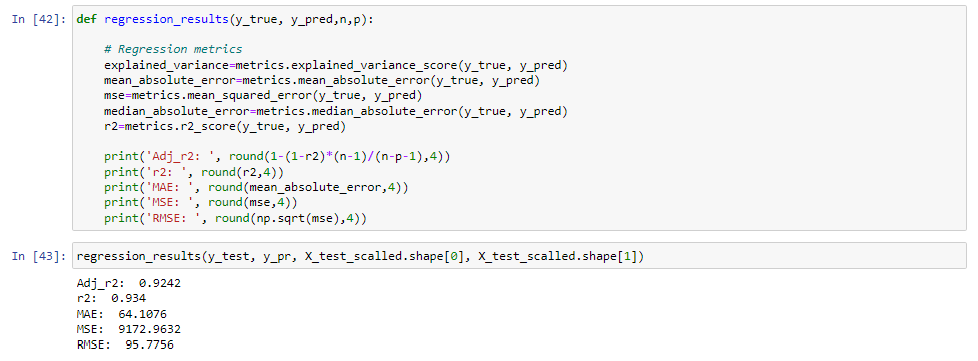 In [42]: def regression_results(y_true, y_pred,n,p):
# Regression metrics
explained_variance=metrics.explained_variance_score(y_true, y_pred)
mean_absolute_error=metrics.mean_absolute_error(y_true, y_pred)
mse=metrics.mean_squared_error(y_true, y_pred)
median_absolute_error=metrics.median_absolute_error(y_true, y_pred)
r2=metrics.r2_score(y_true, y_pred)
print('Adj_r2: ', round(1-(1-r2)*(n-1)/(n-p-1),4))
print('r2: ', round(r2,4))
print('MAE: ', round(mean_absolute_error,4))
print('MSE: ', round(mse,4))
print('RMSE: ', round(np.sqrt(mse),4))
In [43]: regression_results(y_test, y_pr, X_test_scalled.shape[0], X_test_scalled.shape[1])
Adj_r2:  0.9242
r2:  0.934
MAE:  64.1076
MSE:  9172.9632
RMSE:  95.7756